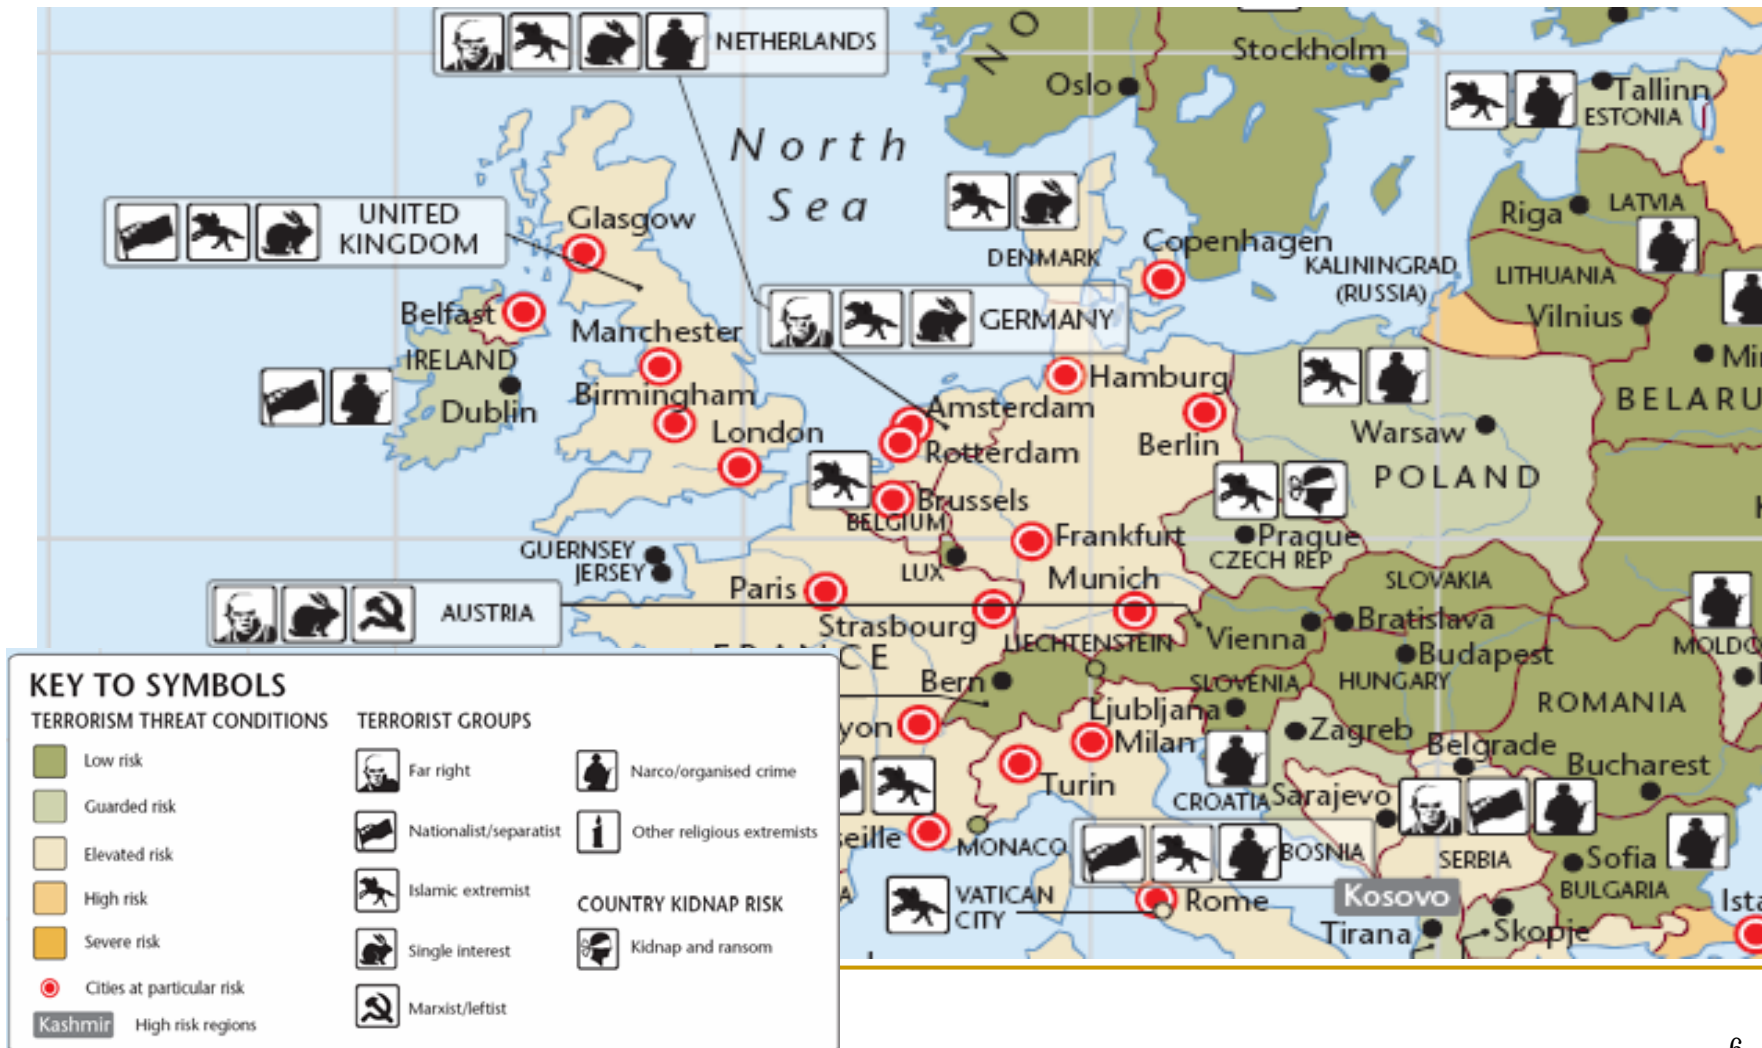 NETHERLANDS
N O
Stockholm
Oslo
Tallinn
ESTONIA
North
Sea
UNITED
KINGDOM
Glasgow
DENMARK
Copenhagen
KALININGRAD
(RUSSIA)
Riga
LATVIA
LITHUANIA
Vilnius
Belfast
Manchester
GERMANY
IRELAND
Birmingham
Dublin
London
Hamburg
Amsterdam
Rotterdam
Berlin
Warsaw
POLAND
BELARU
Brussels
BELGIUM
Prague
CZECH REP
Frankfurt
GUERNSEY
JERSEY
LUX
Paris
Munich
SLOVAKIA
AUSTRIA
Strasbourg
LIECHTENSTEIN
Vienna
Bratislava
Budapest
HUNGARY
MOLDO
CE
Bern
SLOVENIA
ROMANIA
Ljubljana
yon
Milan
Zagreb
Belgrade
Bucharest
Turin
CROATIA
Sarajevo
seille
MONACO
BOSNIA
SERBIA
Sofia
BULGARIA
VATICAN
CITY
Rome
Kosovo
Ista
Tirana
Skopje
KEY TO SYMBOLS
TERRORISM THREAT CONDITIONS
Low risk
Guarded risk
Elevated risk
High risk
Severe risk
Cities at particular risk
Kashmir High risk regions
TERRORIST GROUPS
Far right
Nationalist/separatist
Islamic extremist
Single interest
Marxist/leftist
Narco/organised crime
Other religious extremists
COUNTRY KIDNAP RISK
Kidnap and ransom